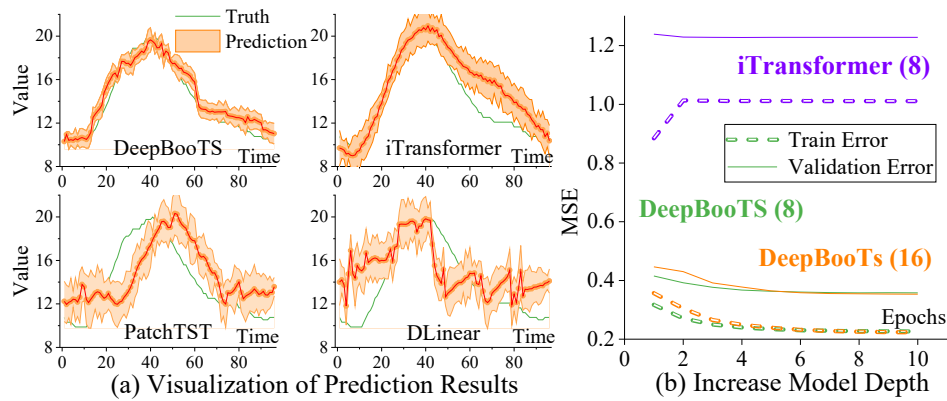 (a)
Truth
Prediction
Value
20
16
12
8
DeepBooTS
Time
0 20 40 60 80
20
16
12
8
iTransformer
Time
0 20 40 60 80
Value
20
16
12
8
PatchTST
Time
0 20 40 60 80
20
16
12
8
DLinear
Time
0 20 40 60 80
(a) Visualization of Prediction Results
MSE
1.2
1.0
0.8
0.6
0.4
0.2
iTransformer (8)
Train Error
Validation Error
DeepBooTS (8)
DeepBooTs (16)
Epochs
0 2 4 6 8 10
(b) Increase Model Depth